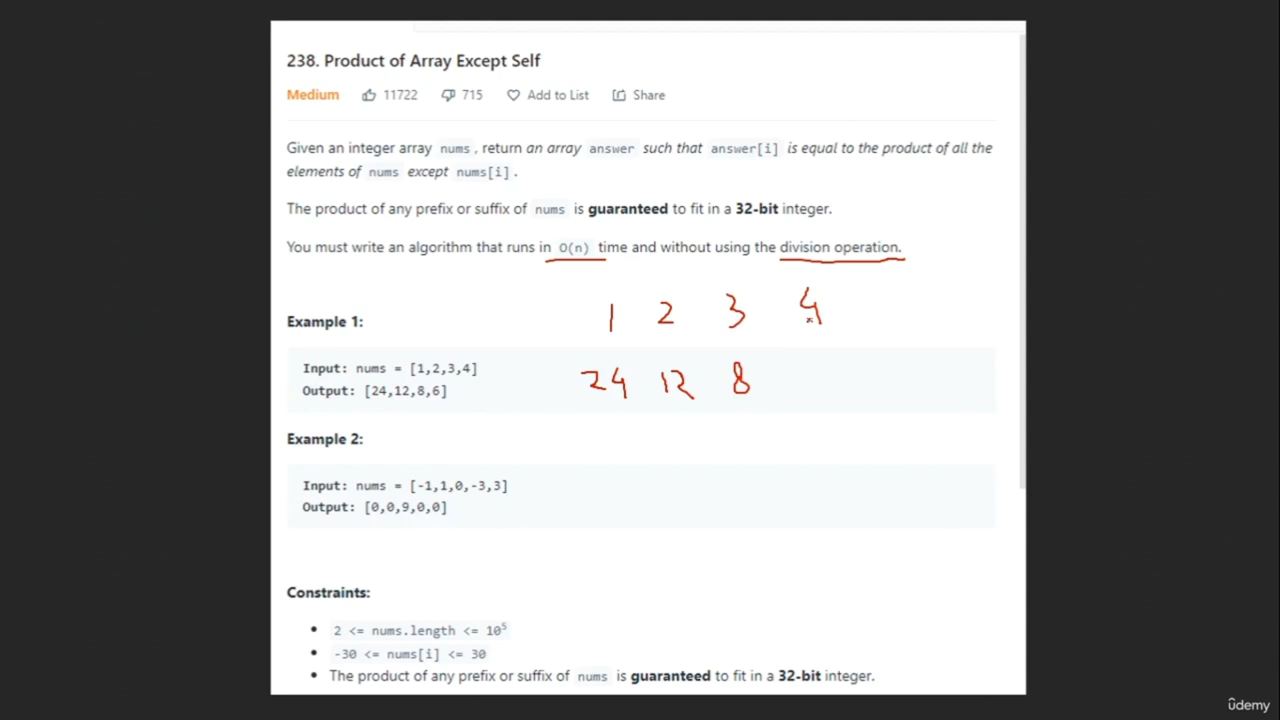 238. Product of Array Except Self
Medium 11722 715 Add to List Share
Given an integer array nums, return an array answer such that answer[i] is equal to the product of all the
elements of nums except nums[i].
The product of any prefix or suffix of nums is guaranteed to fit in a 32-bit integer.
You must write an algorithm that runs in O(n) time and without using the division operation.
1 2 3 4
Example 1:
Input: nums = [1,2,3,4]
Output: [24,12,8,6]
24 12 8
Example 2:
Input: nums = [-1,1,0,-3,3]
Output: [0,0,9,0,0]
Constraints:
• 2 <= nums.length <= 10⁵
• -30 <= nums[i] <= 30
• The product of any prefix or suffix of nums is guaranteed to fit in a 32-bit integer.
ûdemy